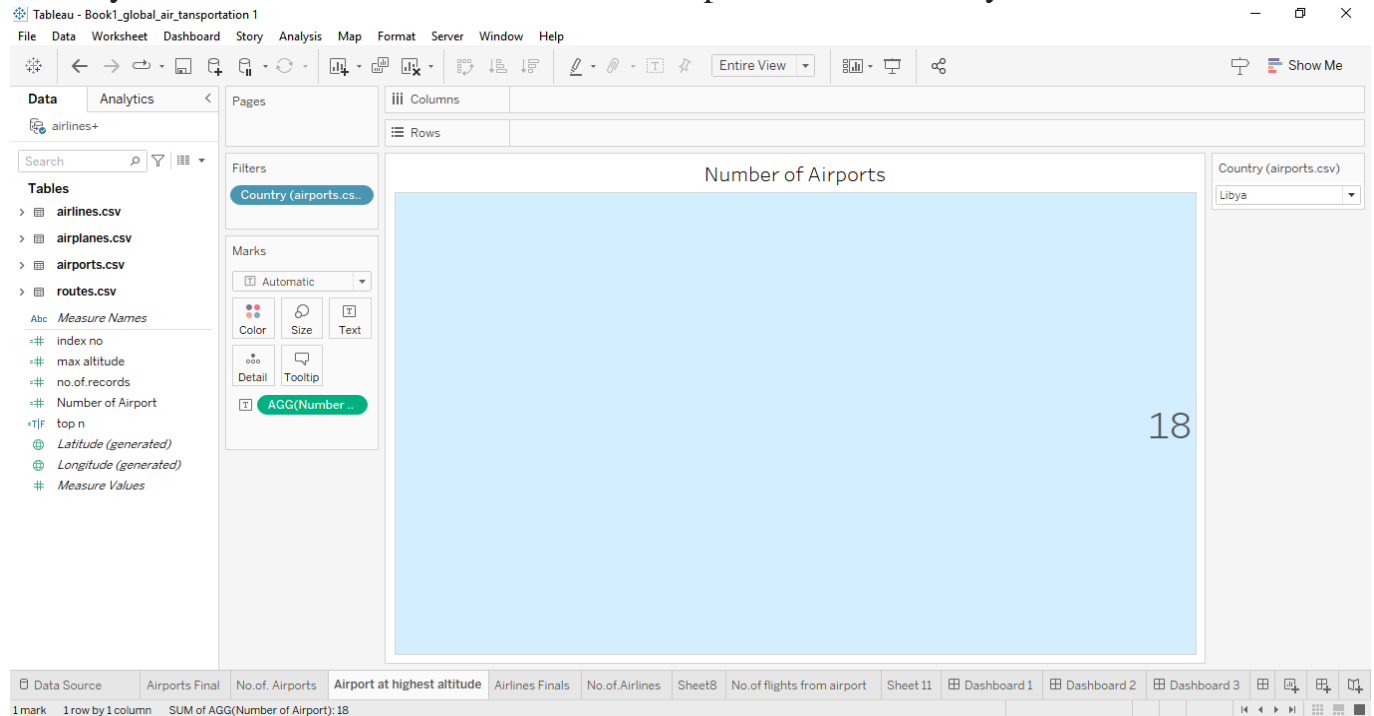 Tableau - Book1_global_air_tansportation 1
File Data Worksheet Dashboard Story Analysis Map Format Server Window Help
Entire View
Show Me
Data
Analytics
airlines+
Search
Tables
airlines.csv
airplanes.csv
airports.csv
routes.csv
Abc Measure Names
index no
max altitude
no.of.records
Number of Airport
T|F top n
Latitude (generated)
Longitude (generated)
Measure Values
Pages
Filters
Country (airports.cs..
Marks
Automatic
Color Size Text
Detail Tooltip
AGG(Number ..
iii Columns
Rows
Number of Airports
18
Country (airports.csv)
Libya
Data Source Airports Final No.of. Airports Airport at highest altitude Airlines Finals No.of.Airlines Sheet8 No.of flights from airport Sheet 11 Dashboard 1 Dashboard 2 Dashboard 3
1 mark 1 row by 1 column SUM of AGG(Number of Airport): 18